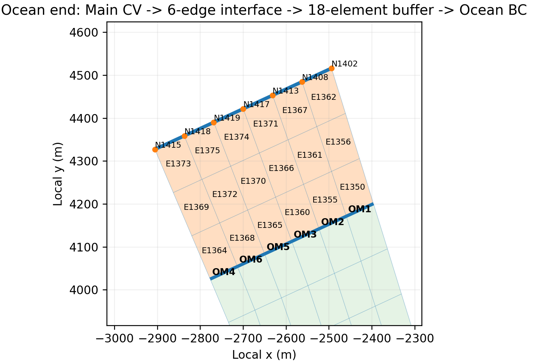 Ocean end: Main CV -> 6-edge interface -> 18-element buffer -> Ocean BC
4600
4500
4400
4300
4200
4100
4000
Local y (m)
N1402
N1408
N1413
N1417
N1419
N1418
N1415
E1362
E1367
E1371
E1374
E1375
E1373
E1356
E1361
E1366
E1370
E1372
E1369
E1350
E1355
E1360
E1365
E1368
E1364
OM1
OM2
OM3
OM5
OM6
OM4
−3000 −2900 −2800 −2700 −2600 −2500 −2400 −2300
Local x (m)